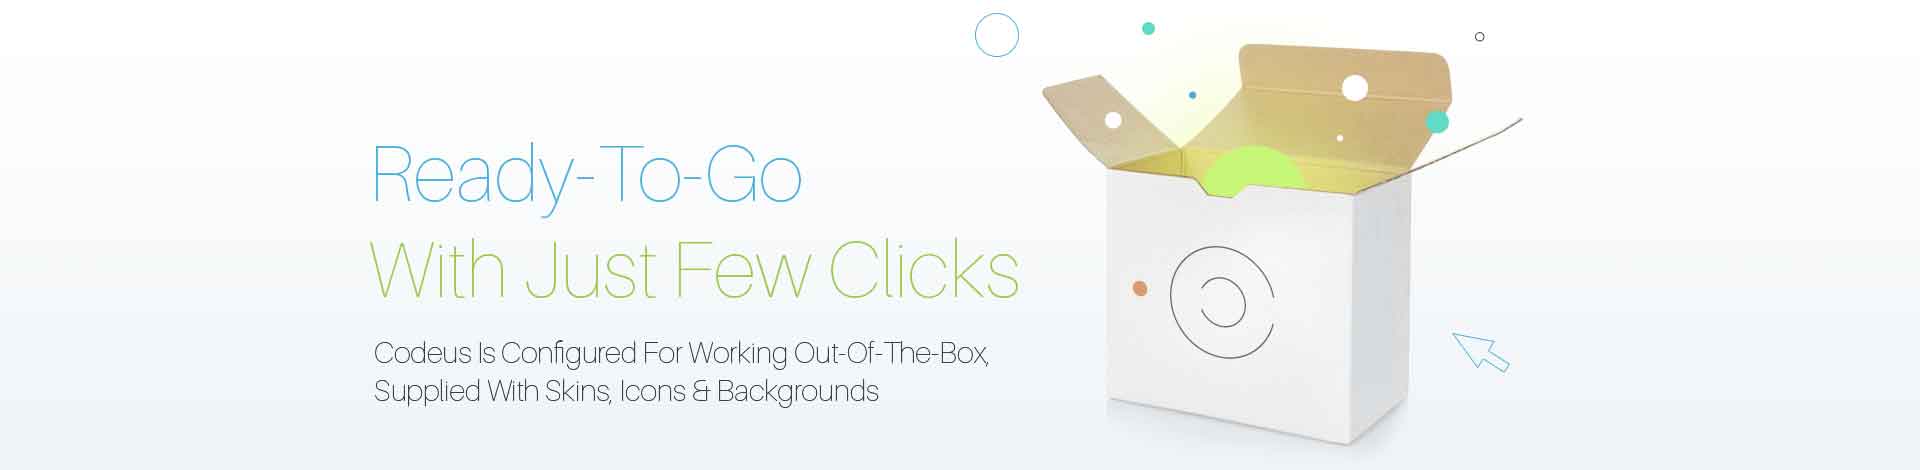 Ready-To-Go
With Just Few Clicks
Codeus Is Configured For Working Out-Of-The-Box,
Supplied With Skins, Icons & Backgrounds